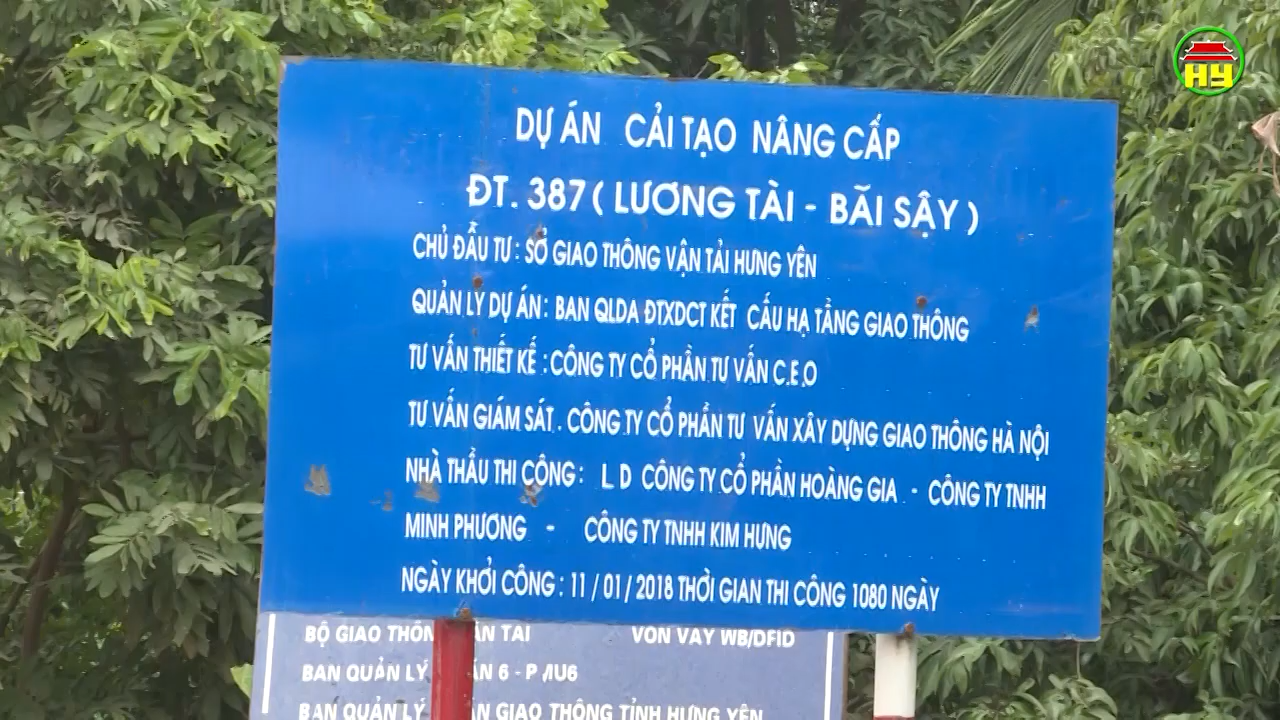 HY
DỰ ÁN CẢI TẠO NÂNG CẤP
ĐT. 387 ( LƯƠNG TÀI - BÃI SẬY )
CHỦ ĐẦU TƯ : SỞ GIAO THÔNG VẬN TẢI HƯNG YÊN
QUẢN LÝ DỰ ÁN : BAN QLDA ĐTXDCT KẾT CẤU HẠ TẦNG GIAO THÔNG
TƯ VẤN THIẾT KẾ : CÔNG TY CỔ PHẦN TƯ VẤN C.E.O
TƯ VẤN GIÁM SÁT . CÔNG TY CỔ PHẦN TƯ VẤN XÂY DỰNG GIAO THÔNG HÀ NỘI
NHÀ THẦU THI CÔNG : L D CÔNG TY CỔ PHẦN HOÀNG GIA - CÔNG TY TNHH
MINH PHƯƠNG - CÔNG TY TNHH KIM HƯNG
NGÀY KHỞI CÔNG : 11 / 01 / 2018 THỜI GIAN THI CÔNG 1080 NGÀY
BỘ GIAO TẢI VỐN VAY WB/DFID
BAN QUẢN LÝ 6 -
BAN QUẢN LÝ GIAO THÔNG TỈNH HƯNG YÊN